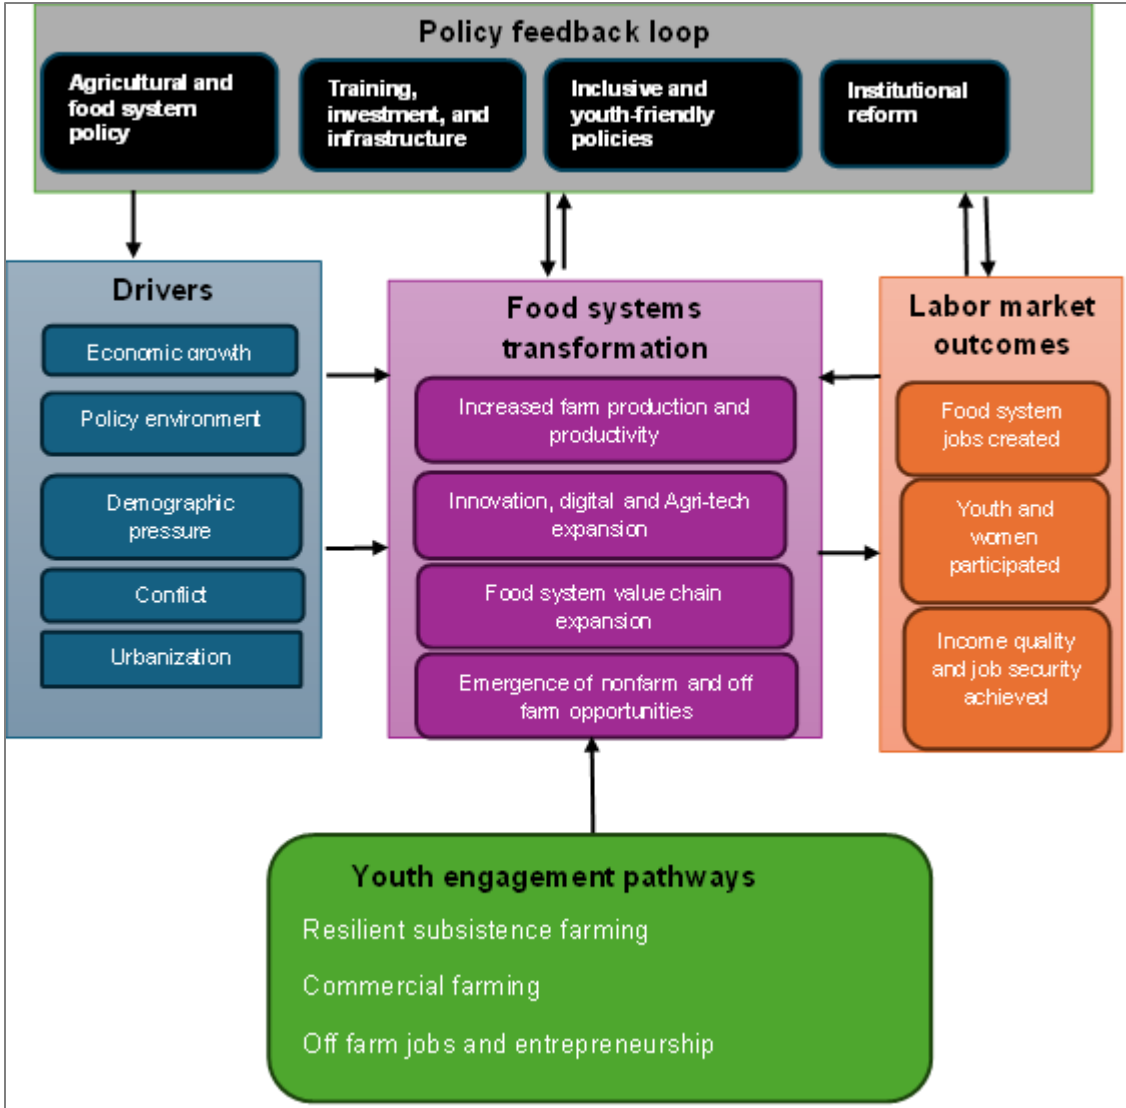 Policy feedback loop
Agricultural and
food system
policy
Training,
investment, and
infrastructure
Inclusive and
youth-friendly
policies
Institutional
reform
Drivers
Economic growth
Policy environment
Demographic
pressure
Conflict
Urbanization
Food systems
transformation
Increased farm production and
productivity
Innovation, digital and Agri-tech
expansion
Food system value chain
expansion
Emergence of nonfarm and off
farm opportunities
Labor market
outcomes
Food system
jobs created
Youth and
women
participated
Income quality
and job security
achieved
Youth engagement pathways
Resilient subsistence farming
Commercial farming
Off farm jobs and entrepreneurship